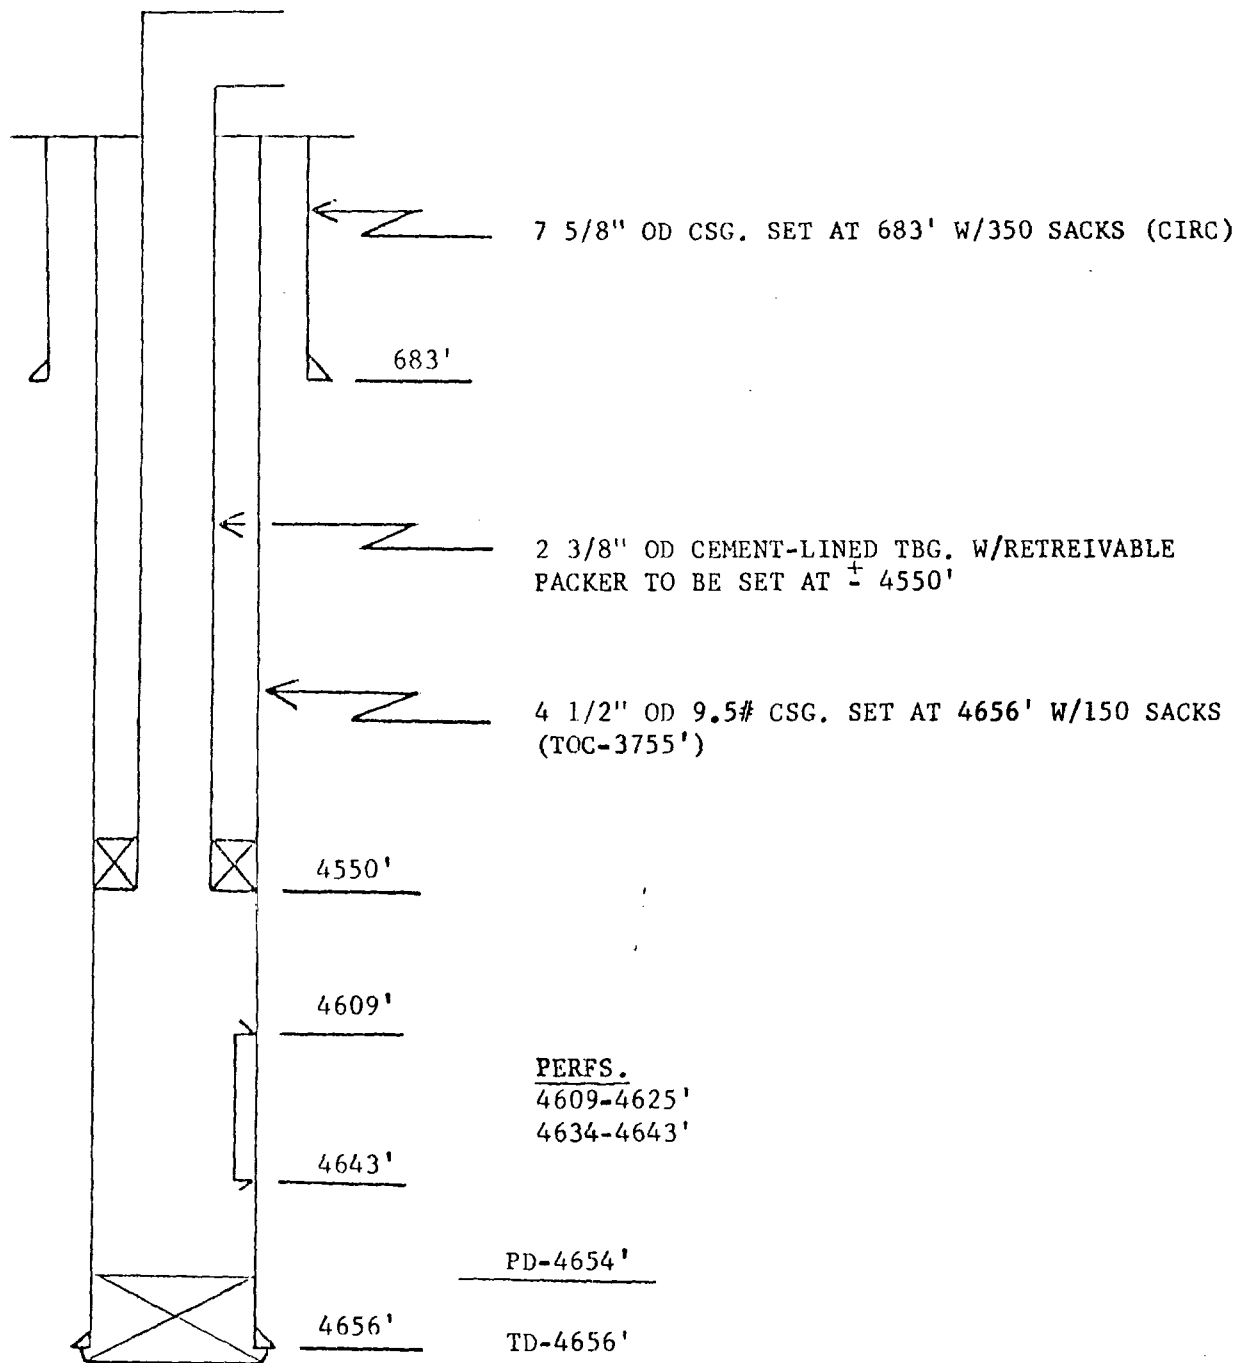 7 5/8" OD CSG. SET AT 683' W/350 SACKS (CIRC)
683'
2 3/8" OD CEMENT-LINED TBG. W/RETREIVABLE
PACKER TO BE SET AT ± 4550'
4 1/2" OD 9.5# CSG. SET AT 4656' W/150 SACKS
(TOC-3755')
4550'
4609'
PERFS.
4609-4625'
4634-4643'
4643'
PD-4654'
4656'
TD-4656'